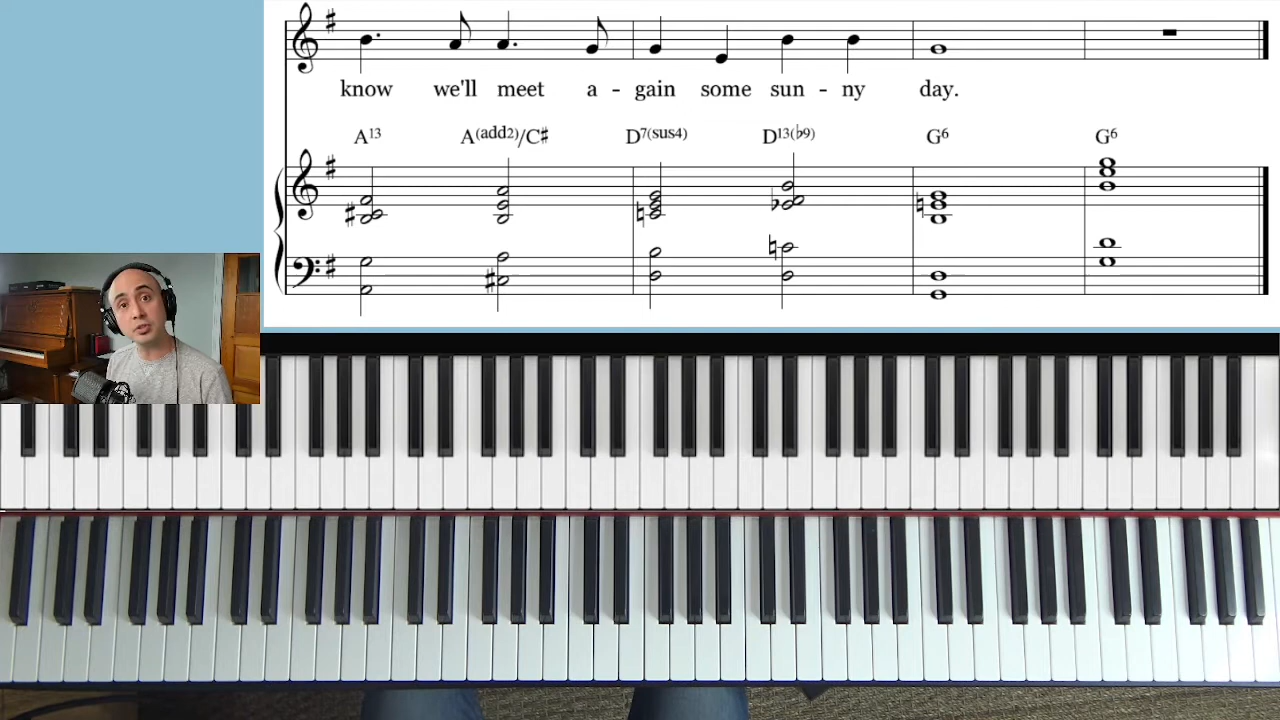 know we'll meet a - gain some sun - ny day.
A13 A(add2)/C♯ D7(sus4) D13(♭9) G6 G6